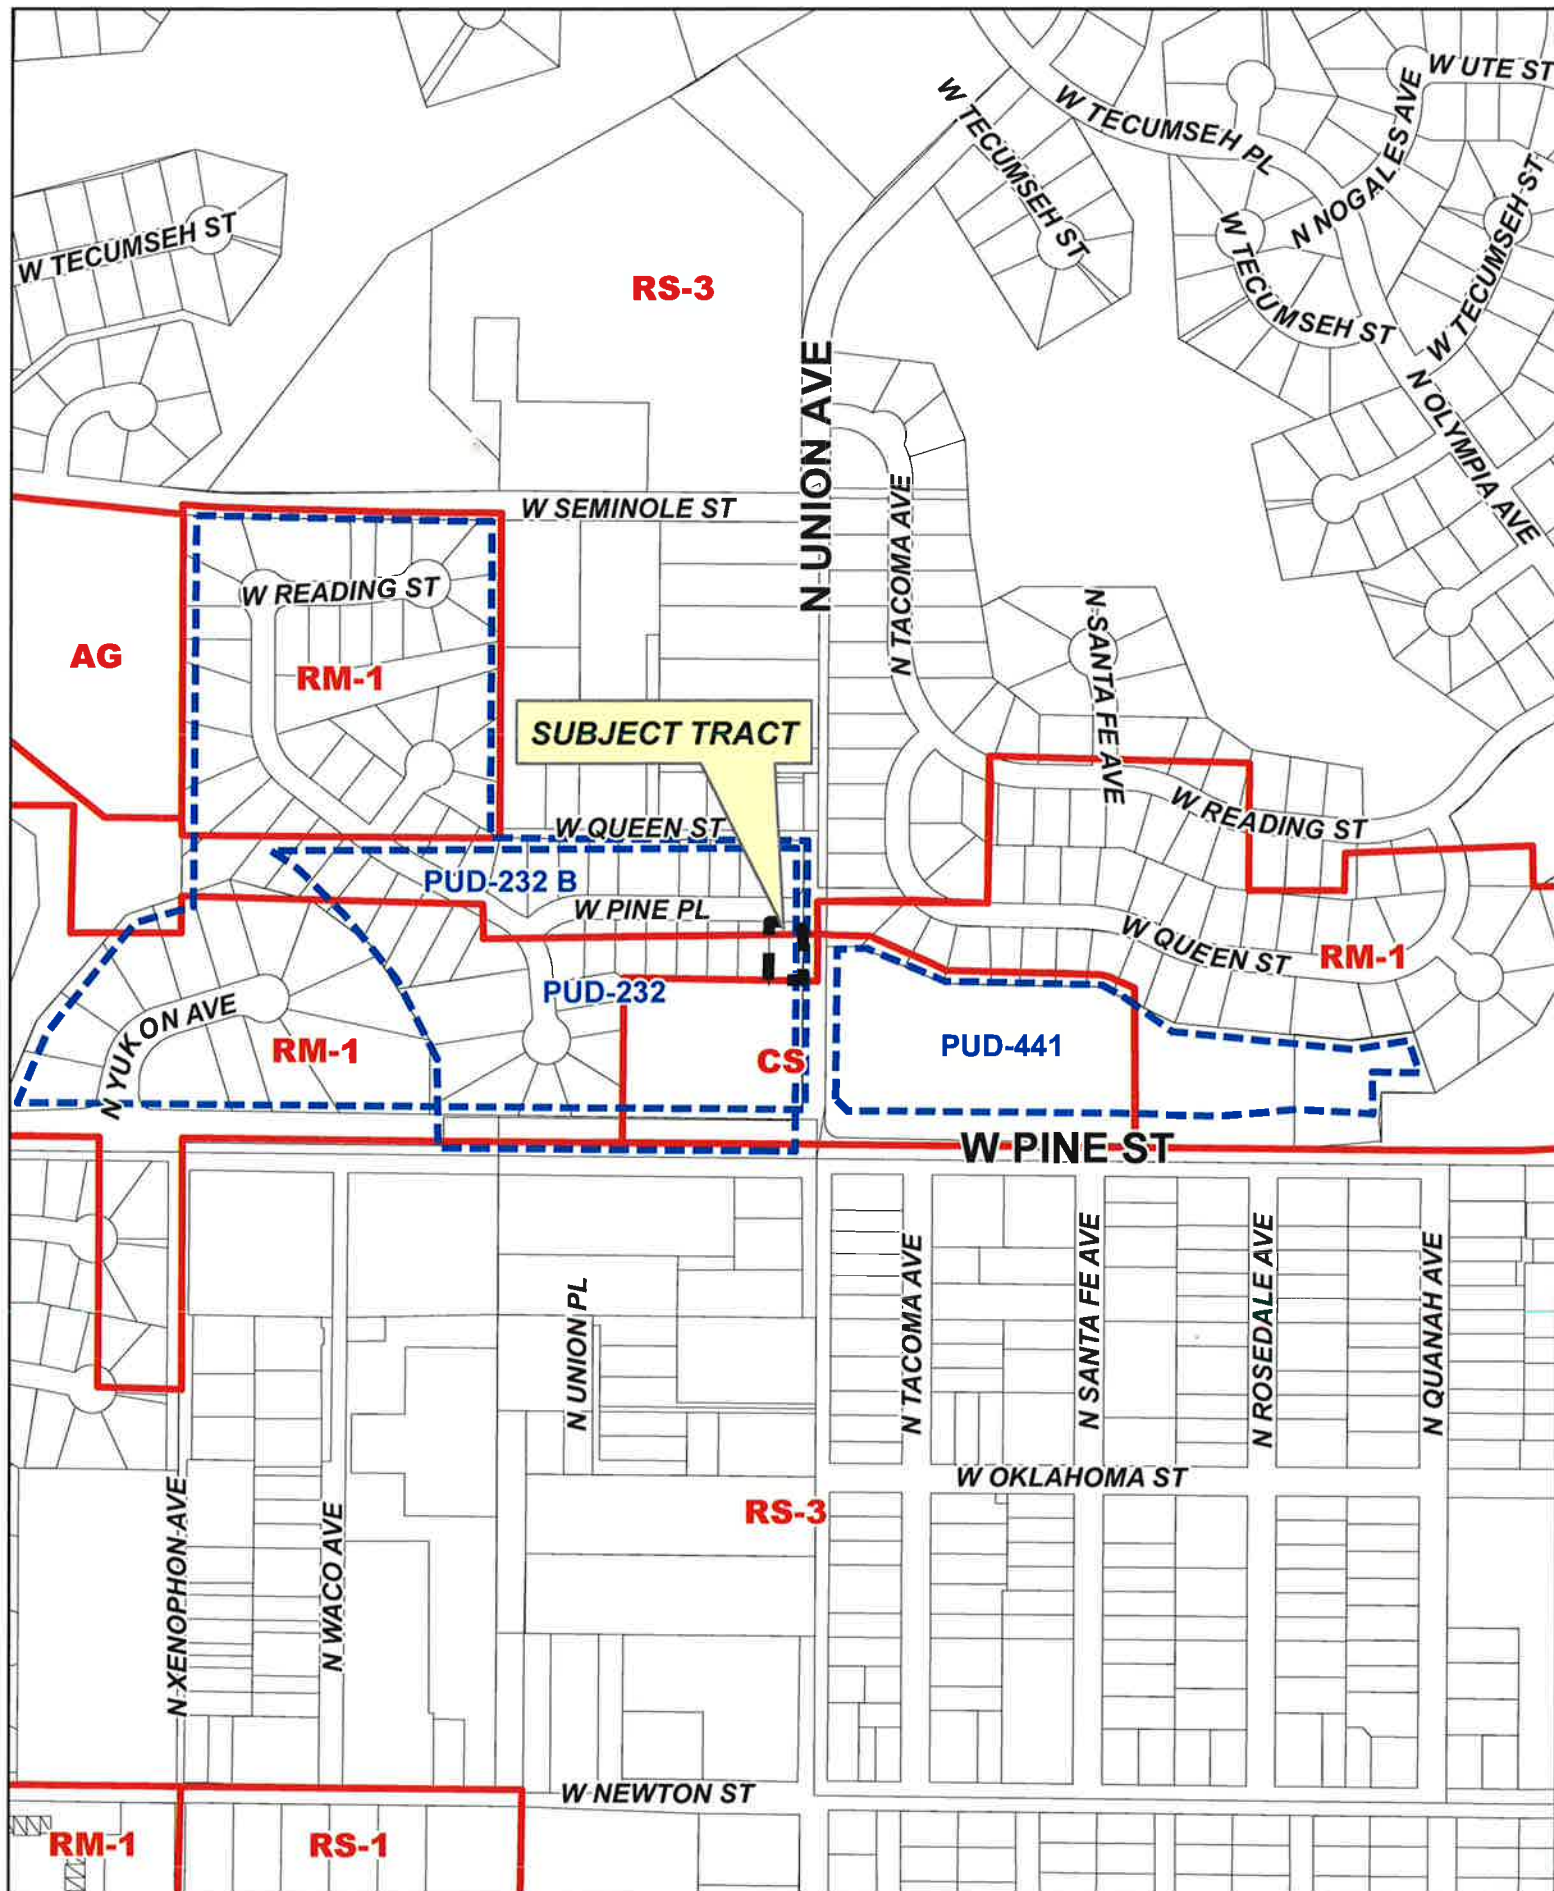 W UTE ST
W TECUMSEH ST
W TECUMSEH PL
N NOGALES AVE
W TECUMSEH ST
W TECUMSEH ST
W TECUMSEH ST
W TECUMSEH ST
RS-3
N UNION AVE
N OLYMPIA AVE
W SEMINOLE ST
N TACOMA AVE
W READING ST
N SANTA FE AVE
AG
RM-1
SUBJECT TRACT
W READING ST
W QUEEN ST
PUD-232 B
W PINE PL
W QUEEN ST
RM-1
PUD-232
N YUKON AVE
RM-1
CS
PUD-441
W PINE ST
N UNION PL
N TACOMA AVE
N SANTA FE AVE
N ROSEDALE AVE
N QUANAH AVE
W OKLAHOMA ST
N XENOPHON AVE
N WACO AVE
RS-3
W NEWTON ST
RM-1
RS-1